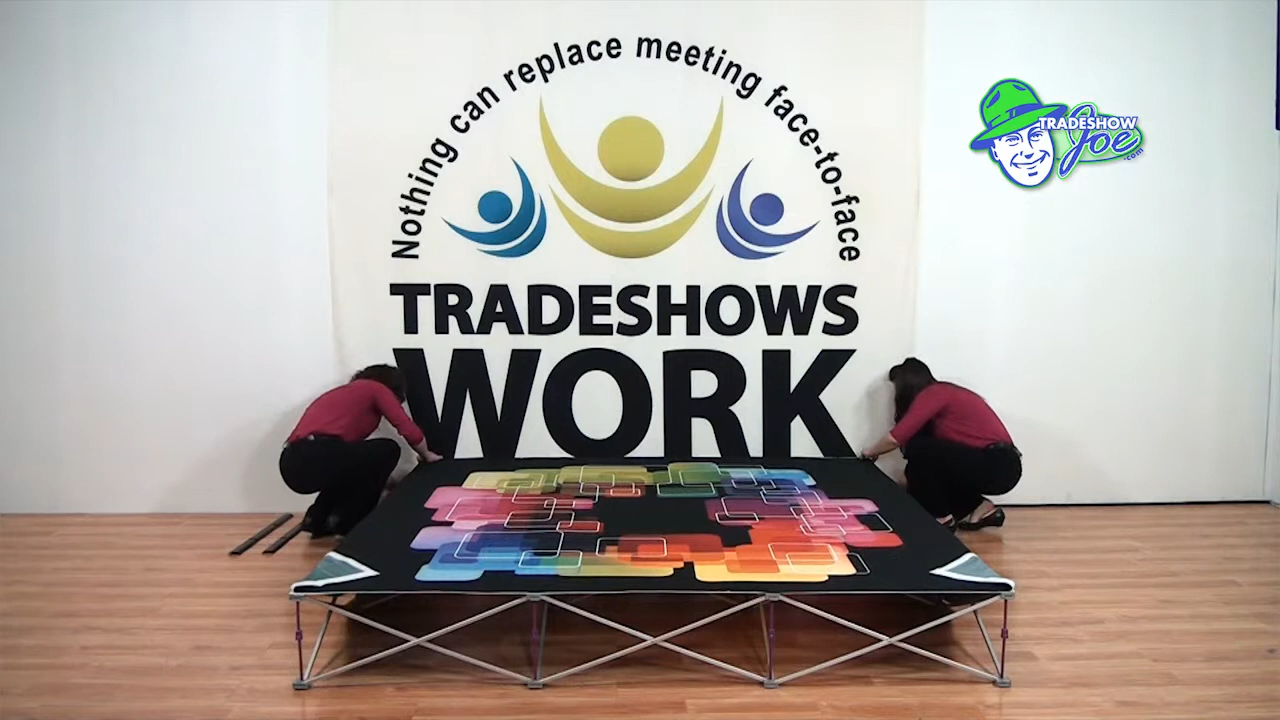 Nothing can replace meeting face-to-face
TRADESHOWS
WORK
TRADESHOW
Joe
.com